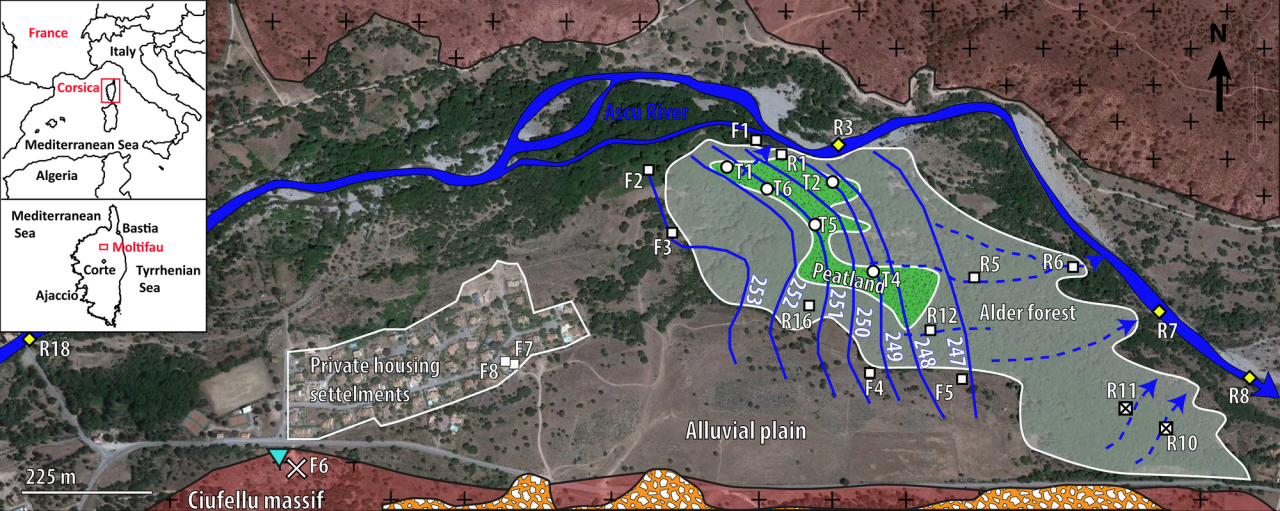 France
Italy
Corsica
Mediterranean Sea
Algeria
Mediterranean
Sea
Bastia
Moltifau
Corte
Tyrrhenian
Sea
Ajaccio
N
Ascu River
F1
R3
R1
F2
T1
T2
T6
T5
F3
R5
R6
Peatland
T4
253
252
251
250
249
248
247
R16
R12
Alder forest
R7
R18
F7
F8
Private housing
settelments
F4
F5
R8
R11
R10
Alluvial plain
F6
225 m
Ciufellu massif